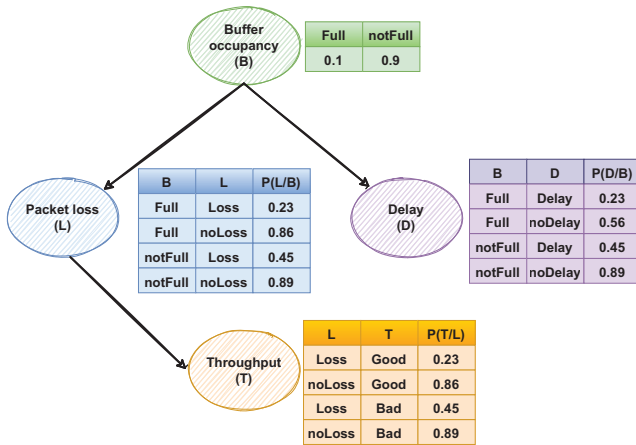 Buffer
occupancy
(B)
Full notFull
0.1 0.9
Packet loss
(L)
B L P(L/B)
Full Loss 0.23
Full noLoss 0.86
notFull Loss 0.45
notFull noLoss 0.89
Delay
(D)
B D P(D/B)
Full Delay 0.23
Full noDelay 0.56
notFull Delay 0.45
notFull noDelay 0.89
Throughput
(T)
L T P(T/L)
Loss Good 0.23
noLoss Good 0.86
Loss Bad 0.45
noLoss Bad 0.89